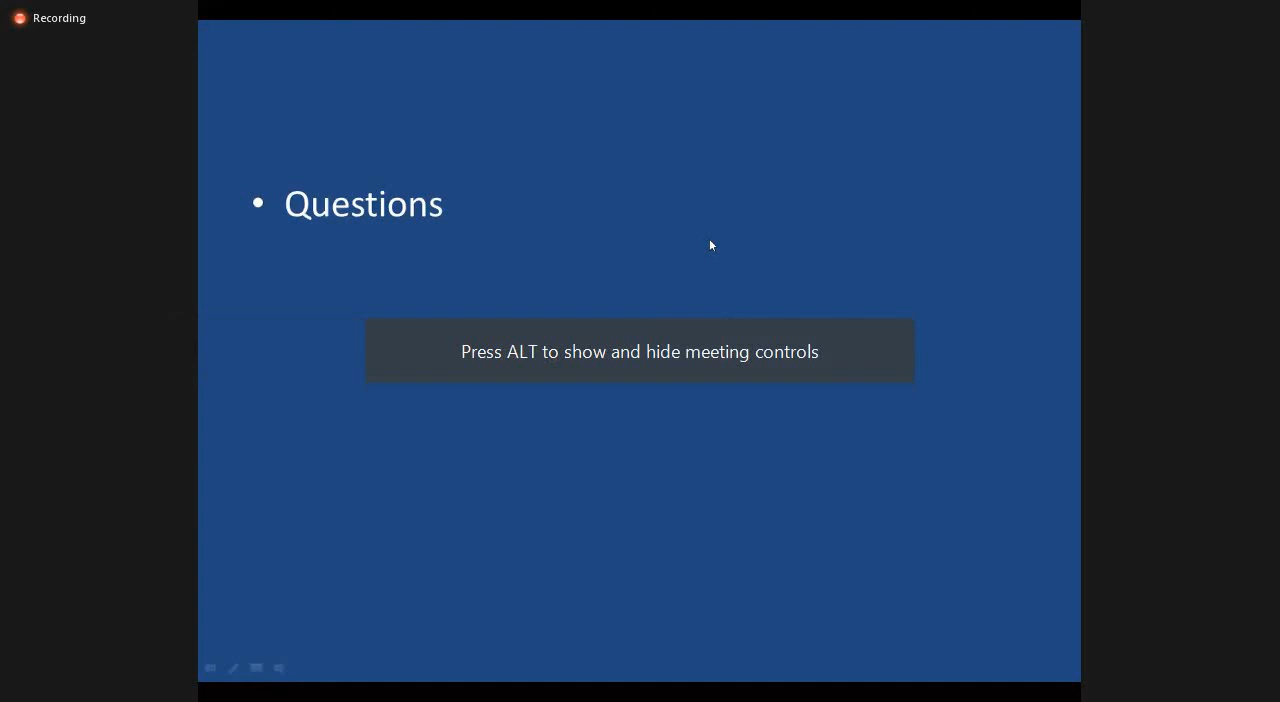 Recording
• Questions
Press ALT to show and hide meeting controls